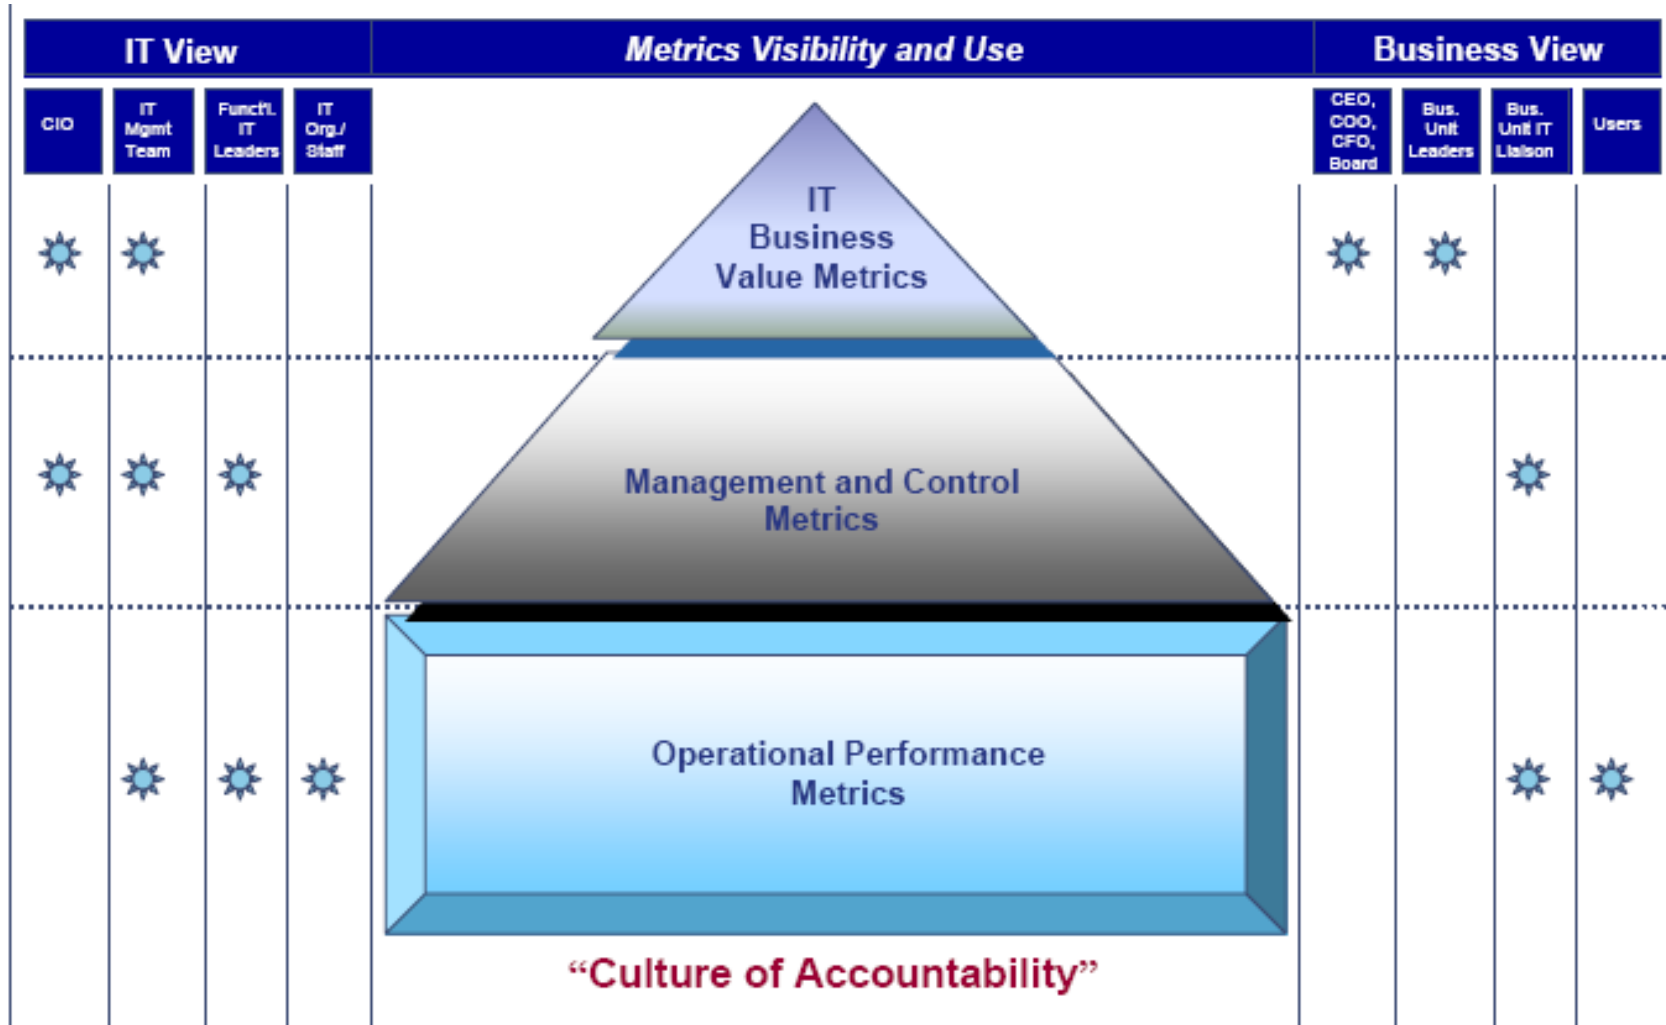 IT View
Metrics Visibility and Use
Business View
CIO
IT
Mgmt
Team
Funct'l.
IT
Leaders
IT
Org./
Staff
CEO,
COO,
CFO,
Board
Bus.
Unit
Leaders
Bus.
Unit IT
Liaison
Users
IT
Business
Value Metrics
Management and Control
Metrics
Operational Performance
Metrics
“Culture of Accountability”